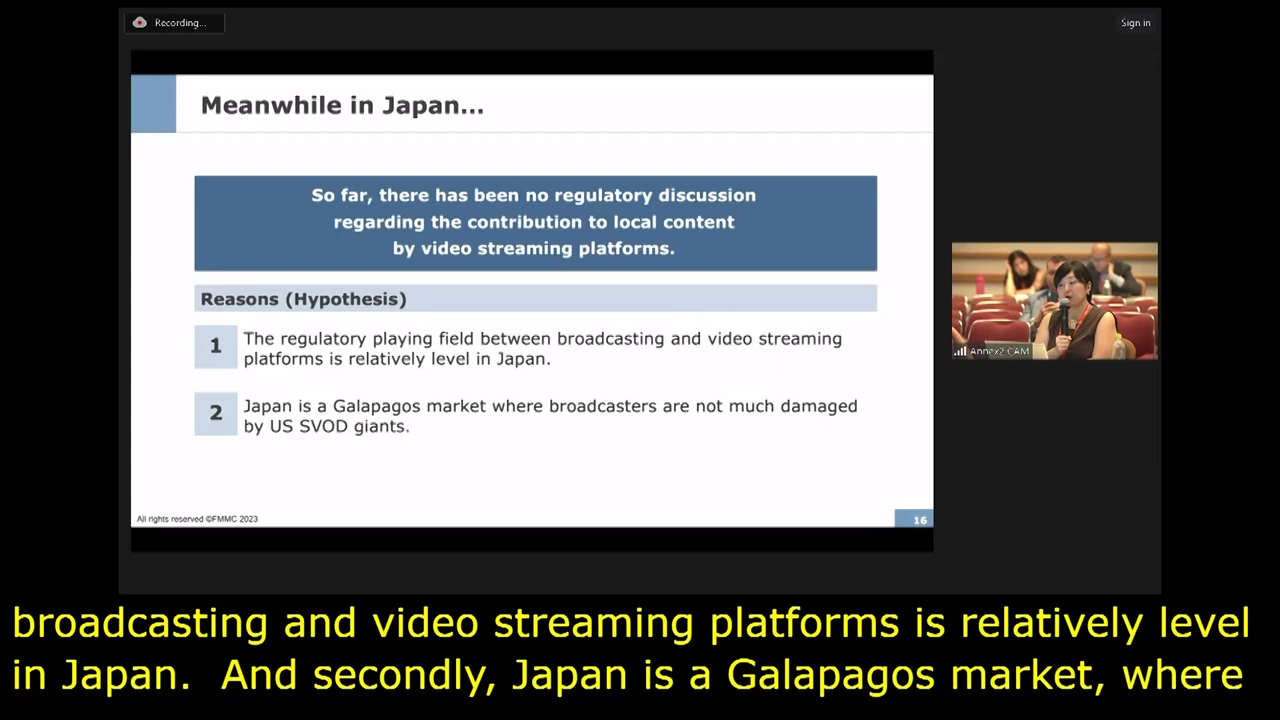 Recording...
Sign in
Meanwhile in Japan...
So far, there has been no regulatory discussion
regarding the contribution to local content
by video streaming platforms.
Reasons (Hypothesis)
1
The regulatory playing field between broadcasting and video streaming
platforms is relatively level in Japan.
2
Japan is a Galapagos market where broadcasters are not much damaged
by US SVOD giants.
Annex2 CAM
All rights reserved ©FMMC 2023
16
broadcasting and video streaming platforms is relatively level
in Japan.  And secondly, Japan is a Galapagos market, where